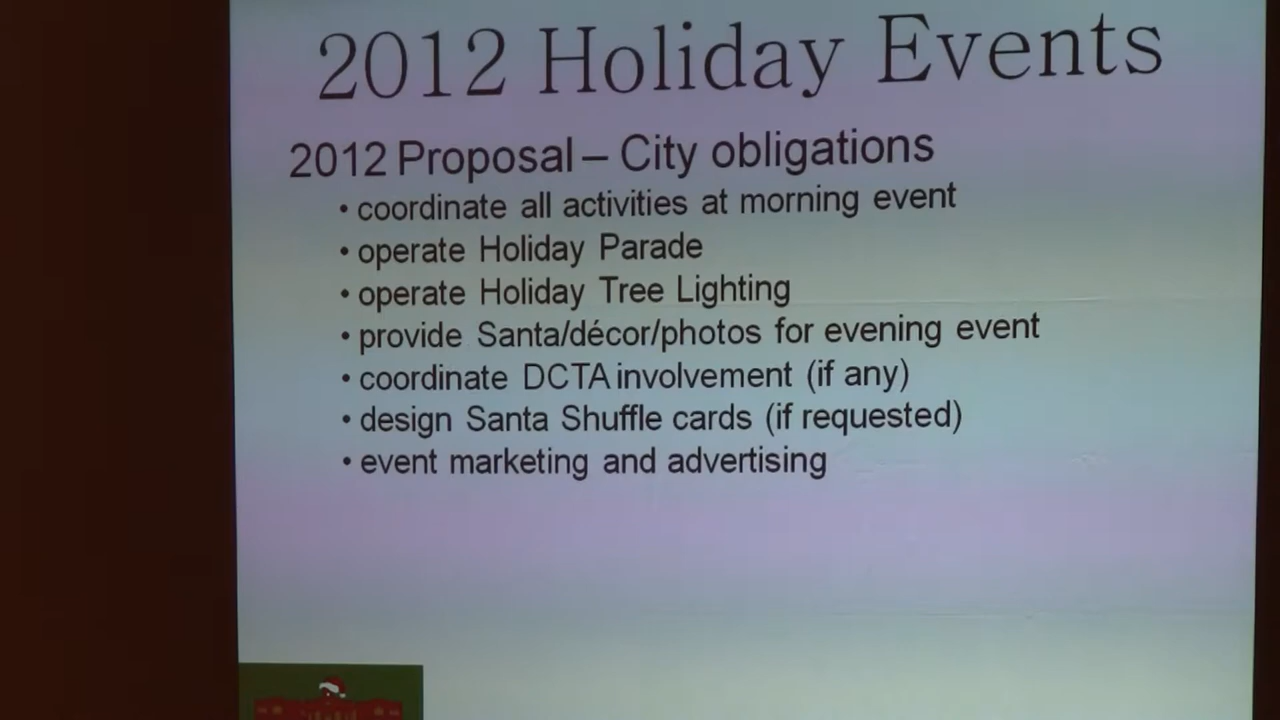 2012 Holiday Events
2012 Proposal – City obligations
• coordinate all activities at morning event
• operate Holiday Parade
• operate Holiday Tree Lighting
• provide Santa/décor/photos for evening event
• coordinate DCTA involvement (if any)
• design Santa Shuffle cards (if requested)
• event marketing and advertising